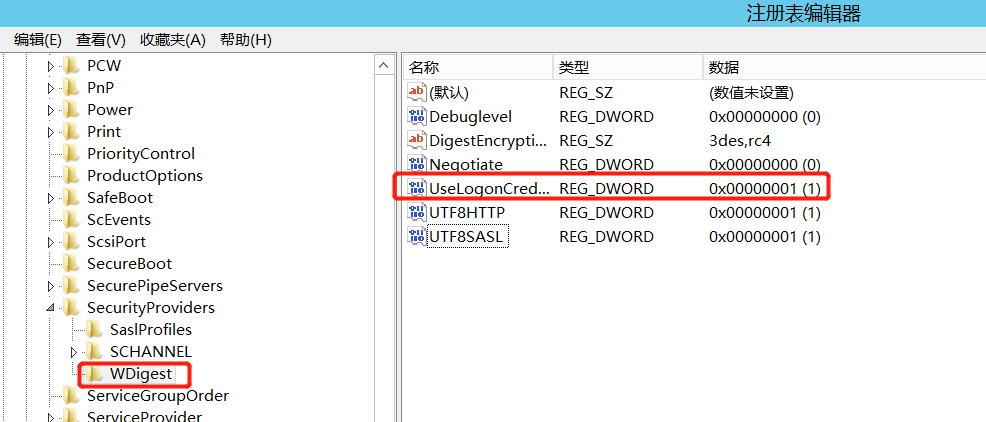 注册表编辑器
编辑(E) 查看(V) 收藏夹(A) 帮助(H)
PCW
PnP
Power
Print
PriorityControl
ProductOptions
SafeBoot
ScEvents
ScsiPort
SecureBoot
SecurePipeServers
SecurityProviders
SaslProfiles
SCHANNEL
WDigest
ServiceGroupOrder
ServiceProvider
名称 类型 数据
ab (默认) REG_SZ (数值未设置)
Debuglevel REG_DWORD 0x00000000 (0)
ab DigestEncrypti... REG_SZ 3des,rc4
Negotiate REG_DWORD 0x00000000 (0)
UseLogonCred... REG_DWORD 0x00000001 (1)
UTF8HTTP REG_DWORD 0x00000001 (1)
UTF8SASL REG_DWORD 0x00000001 (1)